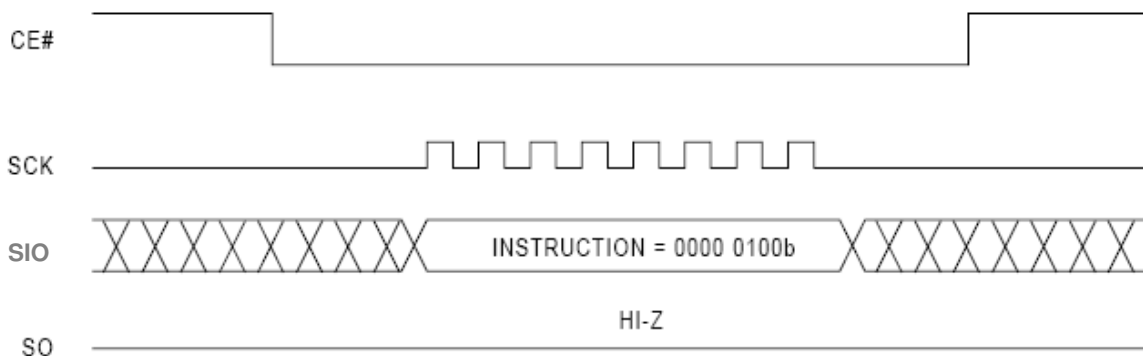 CE#
SCK
SIO
INSTRUCTION = 0000 0100b
HI-Z
SO